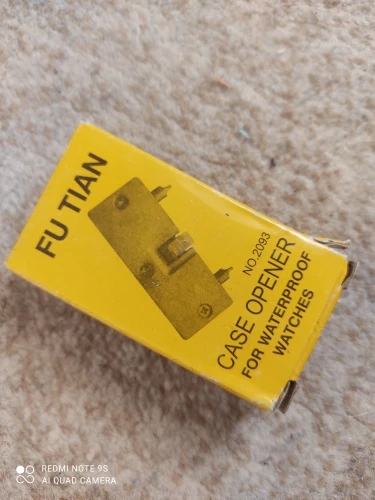 FU TIAN
NO.2093
CASE OPENER
FOR WATERPROOF
WATCHES
REDMI NOTE 9S
AI QUAD CAMERA